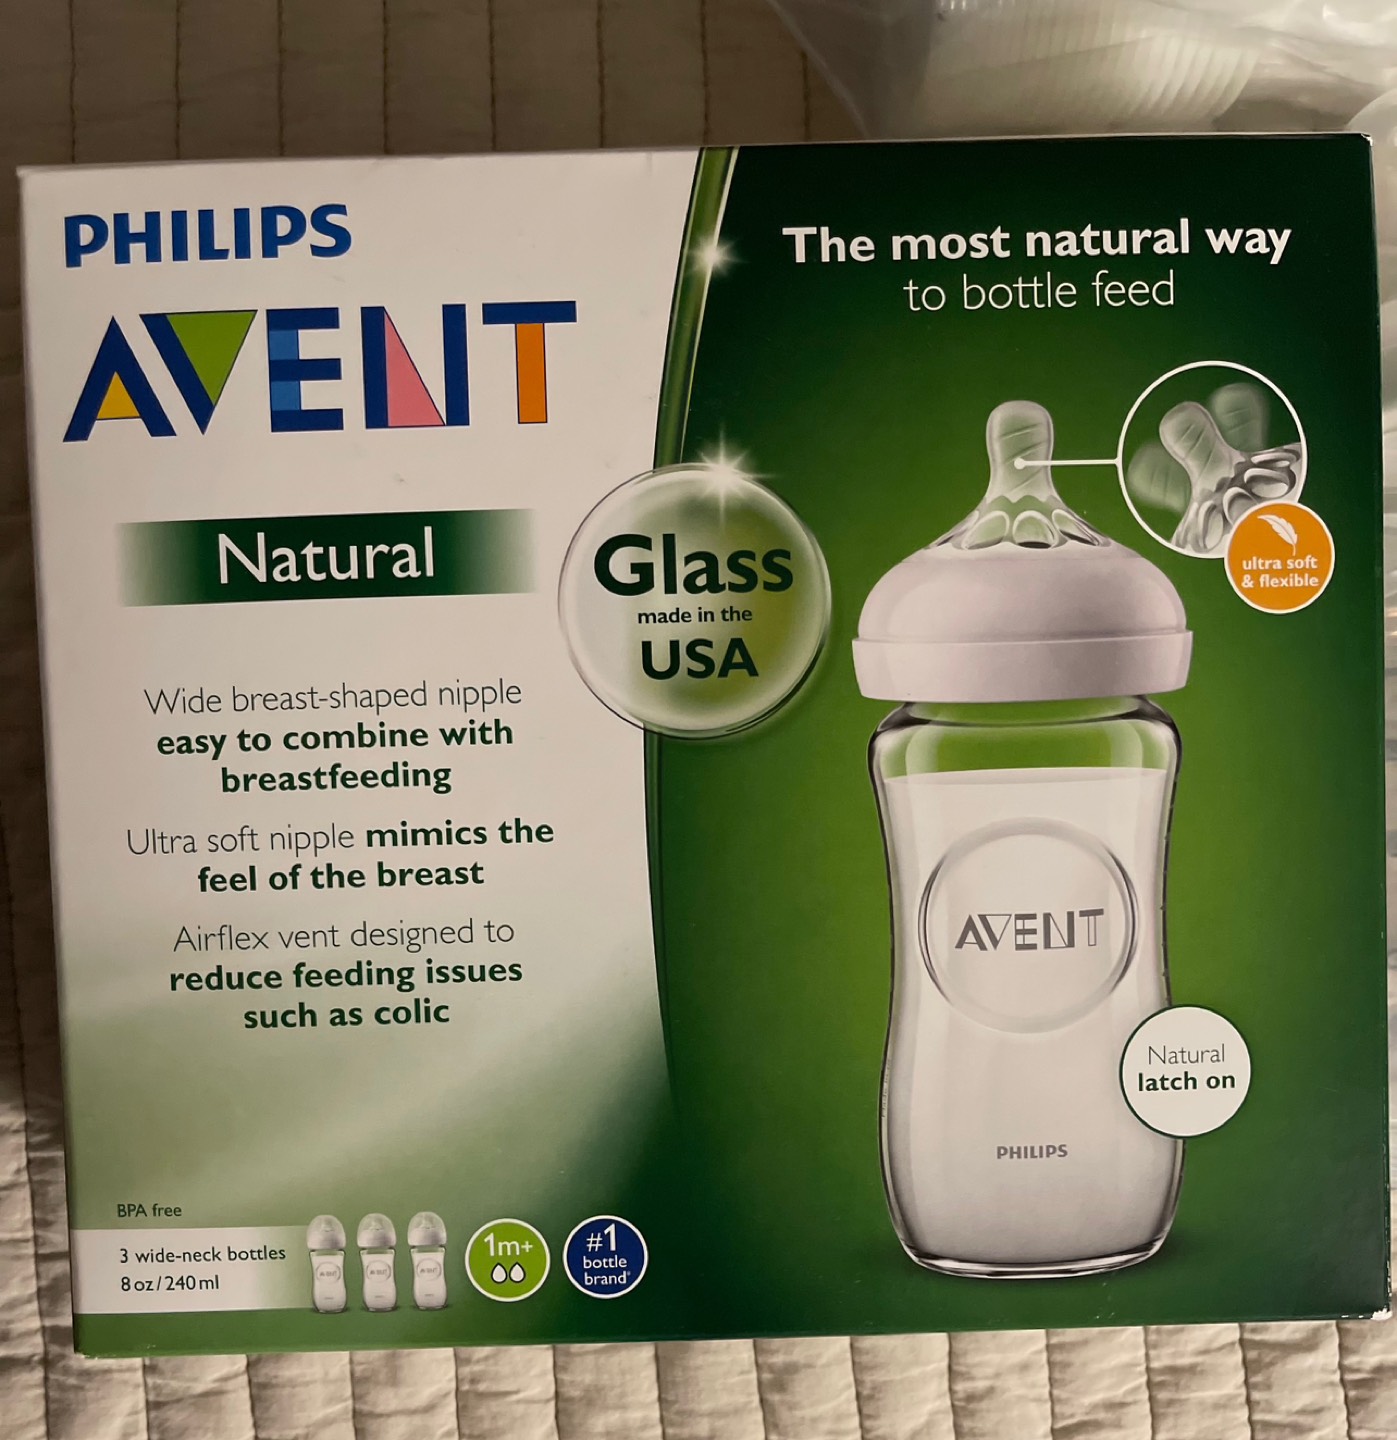 PHILIPS
AVENT
Natural
Wide breast-shaped nipple
easy to combine with
breastfeeding
Ultra soft nipple mimics the
feel of the breast
Airflex vent designed to
reduce feeding issues
such as colic
BPA free
3 wide-neck bottles
8 oz / 240 ml
1m+
#1
bottle
brand*
Glass
made in the
USA
The most natural way
to bottle feed
ultra soft
& flexible
AVENT
Natural
latch on
PHILIPS